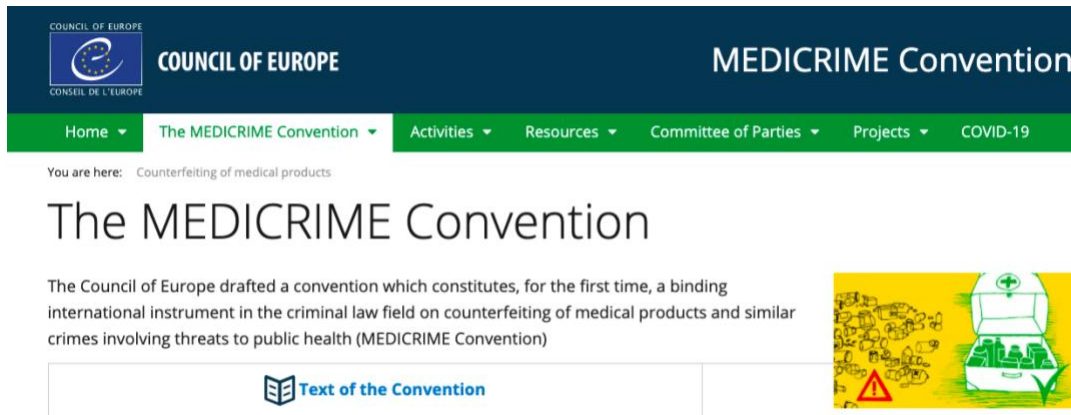 COUNCIL OF EUROPE
CONSEIL DE L'EUROPE
COUNCIL OF EUROPE
MEDICRIME Convention
Home
The MEDICRIME Convention
Activities
Resources
Committee of Parties
Projects
COVID-19
You are here: Counterfeiting of medical products
The MEDICRIME Convention
The Council of Europe drafted a convention which constitutes, for the first time, a binding
international instrument in the criminal law field on counterfeiting of medical products and similar
crimes involving threats to public health (MEDICRIME Convention)
Text of the Convention